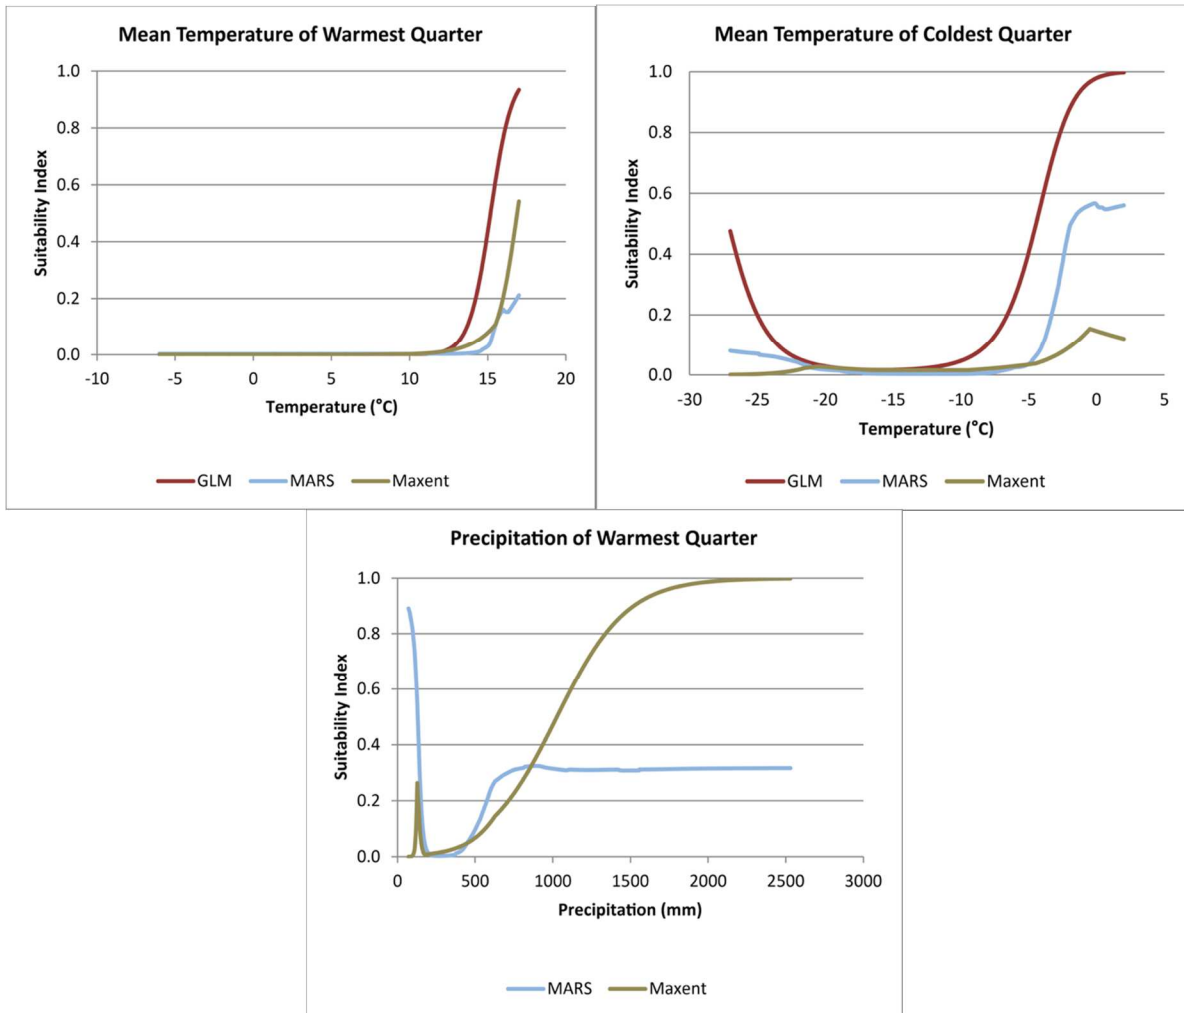 Mean Temperature of Warmest Quarter
1.0
0.8
0.6
0.4
0.2
0.0
Suitability Index
-10 -5 0 5 10 15 20
Temperature (°C)
GLM MARS Maxent
Mean Temperature of Coldest Quarter
1.0
0.8
0.6
0.4
0.2
0.0
Suitability Index
-30 -25 -20 -15 -10 -5 0 5
Temperature (°C)
GLM MARS Maxent
Precipitation of Warmest Quarter
1.0
0.8
0.6
0.4
0.2
0.0
Suitability Index
0 500 1000 1500 2000 2500 3000
Precipitation (mm)
MARS Maxent